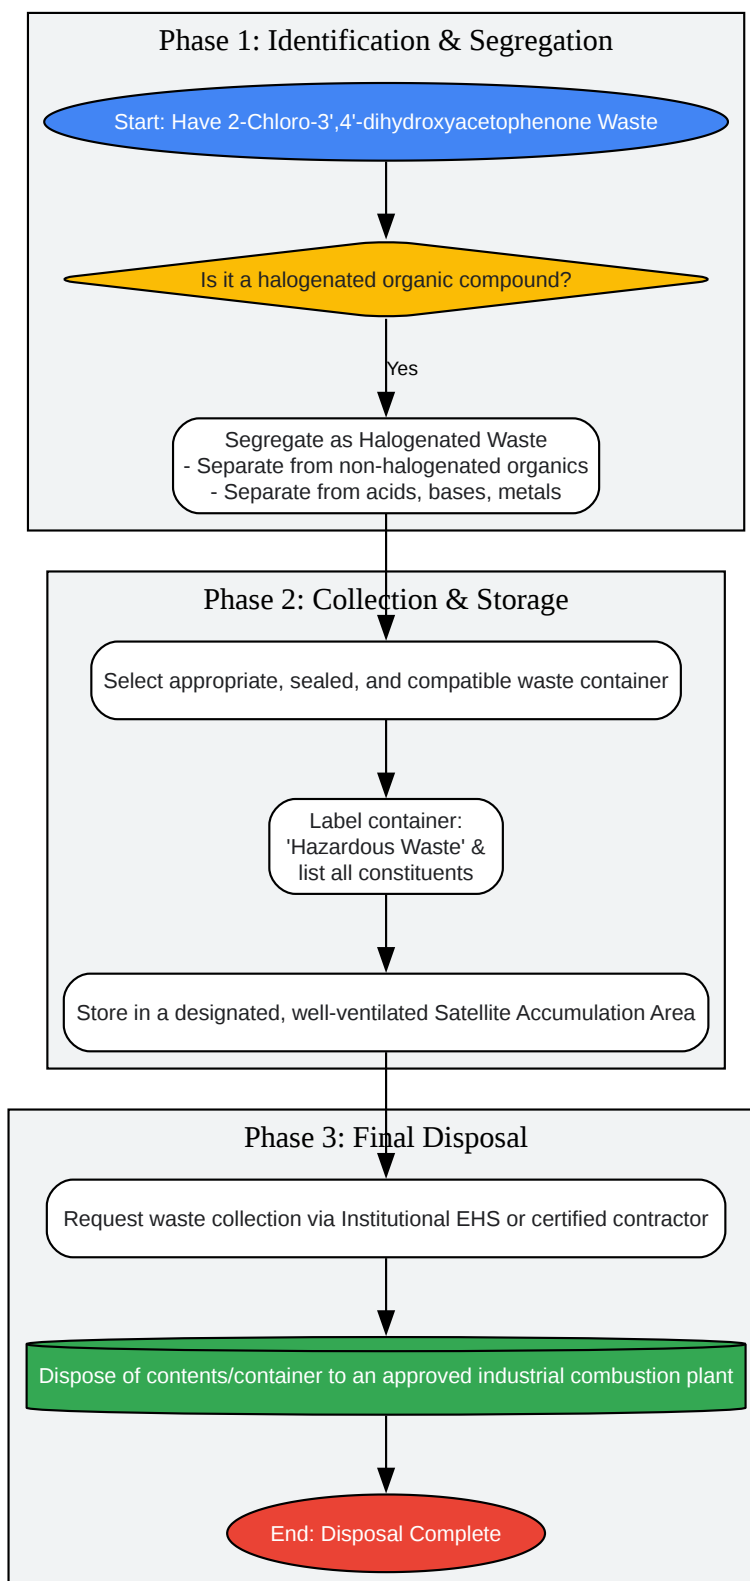 Phase 1: Identification & Segregation
Start: Have 2-Chloro-3',4'-dihydroxyacetophenone Waste
Is it a halogenated organic compound?
Yes
Segregate as Halogenated Waste
- Separate from non-halogenated organics
- Separate from acids, bases, metals
Phase 2: Collection & Storage
Select appropriate, sealed, and compatible waste container
Label container:
'Hazardous Waste' &
list all constituents
Store in a designated, well-ventilated Satellite Accumulation Area
Phase 3: Final Disposal
Request waste collection via Institutional EHS or certified contractor
Dispose of contents/container to an approved industrial combustion plant
End: Disposal Complete